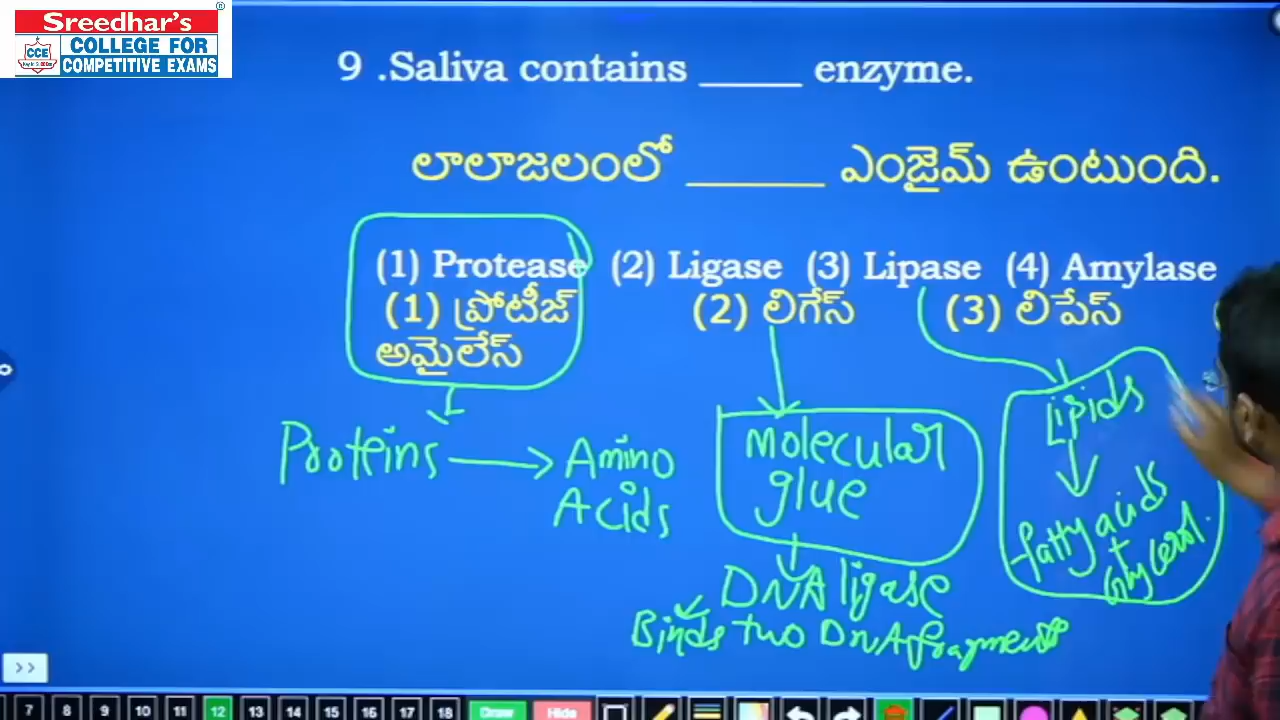 Sreedhar's
®
CCE
COLLEGE FOR
COMPETITIVE EXAMS
9 .Saliva contains _____ enzyme.
లాలాజలంలో _______ ఎంజైమ్ ఉంటుంది.
(1) Protease (2) Ligase (3) Lipase (4) Amylase
(1) ప్రోటీజ్ (2) లిగేస్ (3) లిపేస్
అమైలేస్
Proteins → Amino Acids
molecular glue
DNA ligase
Binds two DNA fragments
Lipids
fatty acids
+
Glycerol.
>>
7 8 9 10 11 12 13 14 15 16 17 18 Draw Hide